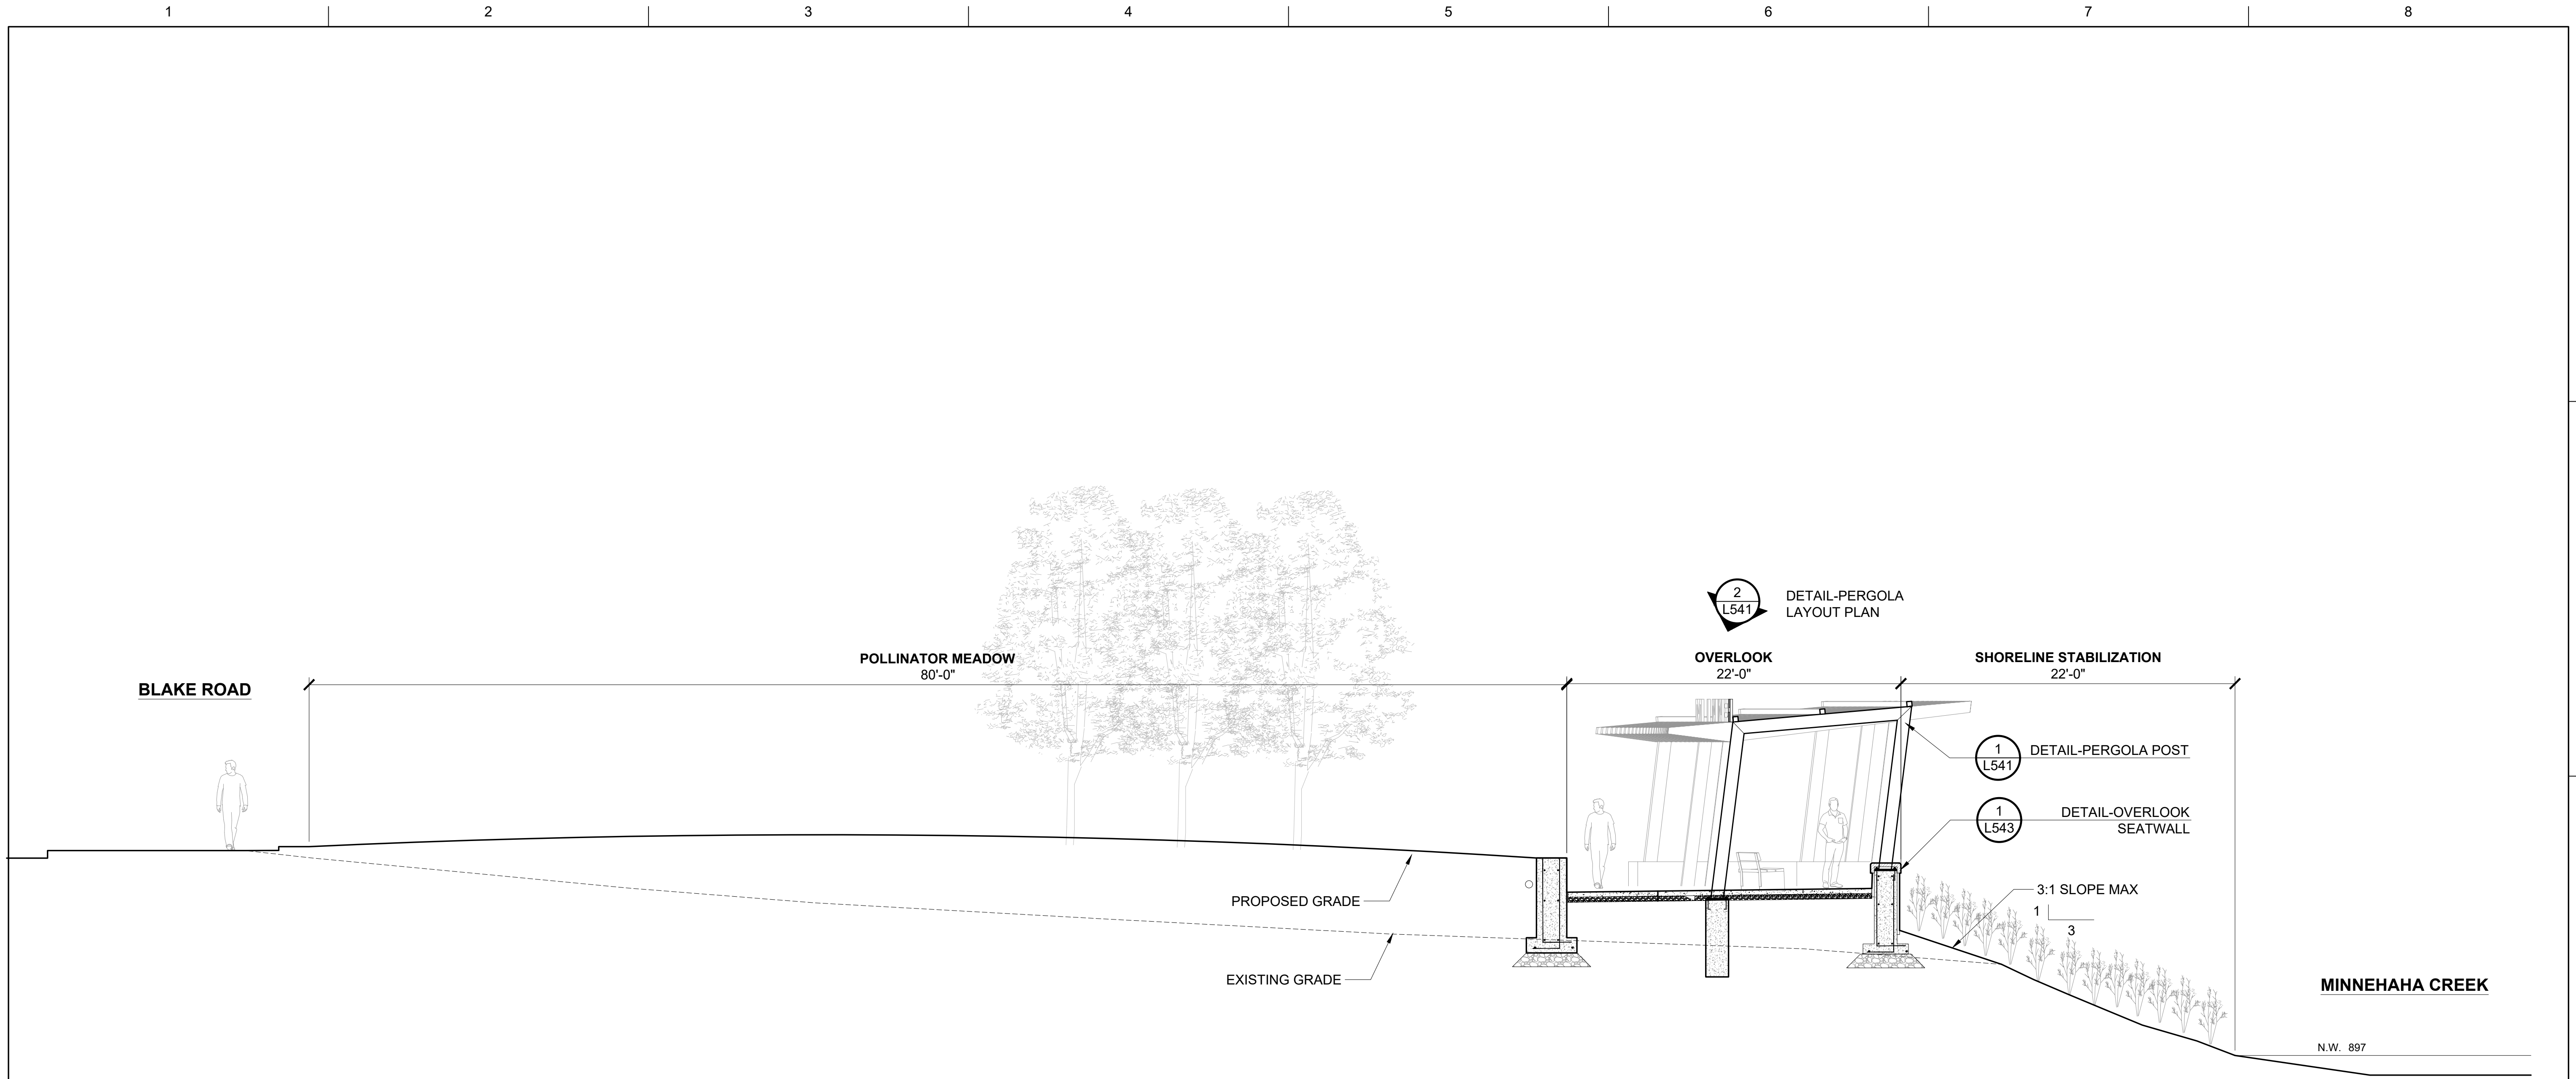 1
2
3
4
5
6
7
8
2
L541
DETAIL-PERGOLA
LAYOUT PLAN
POLLINATOR MEADOW
80'-0"
OVERLOOK
22'-0"
SHORELINE STABILIZATION
22'-0"
BLAKE ROAD
1
L541
DETAIL-PERGOLA POST
1
L543
DETAIL-OVERLOOK
SEATWALL
PROPOSED GRADE
3:1 SLOPE MAX
1
3
EXISTING GRADE
MINNEHAHA CREEK
N.W. 897